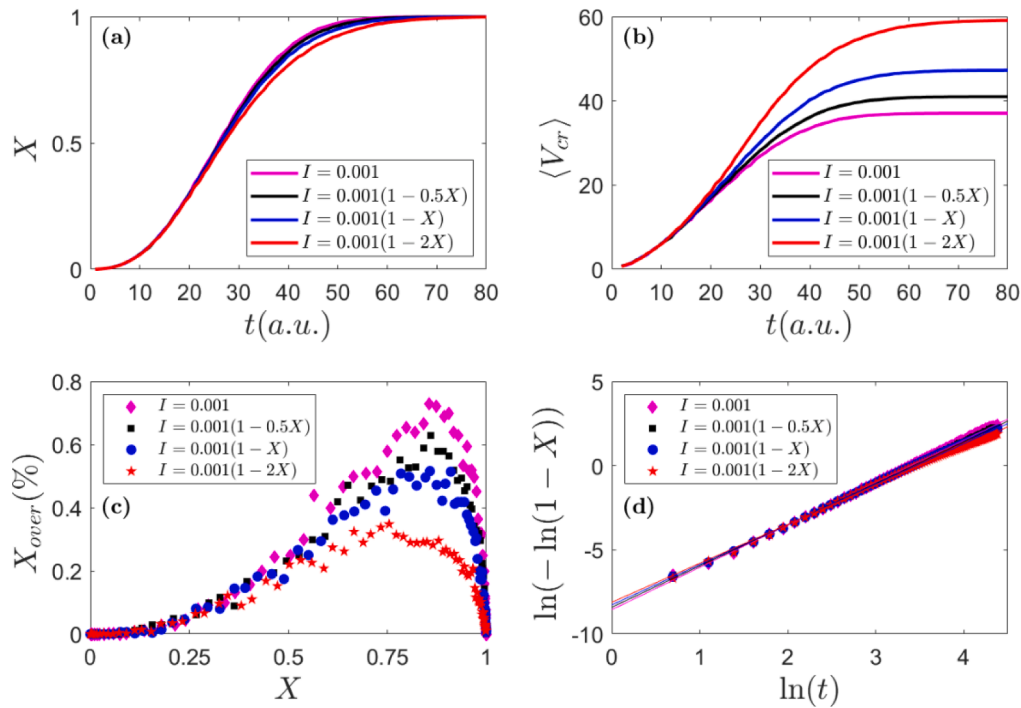 (a)
X
1
0.5
0
I = 0.001
I = 0.001(1 − 0.5X)
I = 0.001(1 − X)
I = 0.001(1 − 2X)
0 10 20 30 40 50 60 70 80
t(a.u.)
(b)
⟨V_cr⟩
60
40
20
0
I = 0.001
I = 0.001(1 − 0.5X)
I = 0.001(1 − X)
I = 0.001(1 − 2X)
0 10 20 30 40 50 60 70 80
t(a.u.)
(c)
X_over(%)
0.8
0.6
0.4
0.2
0
I = 0.001
I = 0.001(1 − 0.5X)
I = 0.001(1 − X)
I = 0.001(1 − 2X)
0 0.25 0.5 0.75 1
X
(d)
ln(− ln(1 − X))
5
0
-5
-10
I = 0.001
I = 0.001(1 − 0.5X)
I = 0.001(1 − X)
I = 0.001(1 − 2X)
0 1 2 3 4
ln(t)